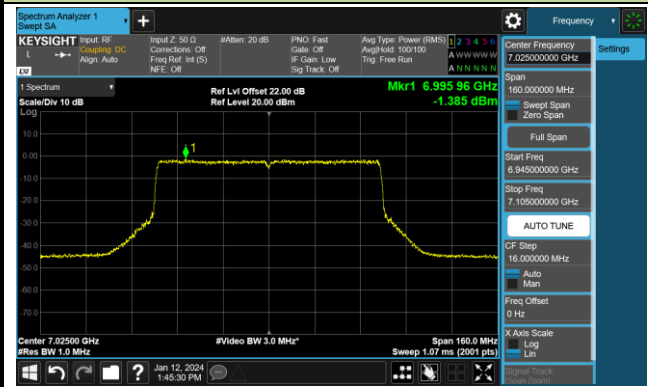 Spectrum Analyzer 1
Swept SA
Frequency
KEYSIGHT
L
Input: RF
Coupling: DC
Align: Auto
Input Z: 50 Ω
Corrections: Off
Freq Ref: Int (S)
NFE: Off
#Atten: 20 dB
PNO: Fast
Gate: Off
IF Gain: Low
Sig Track: Off
Avg Type: Power (RMS)
Avg|Hold: 100/100
Trig: Free Run
1 2 3 4 5 6
A W W W W W
A N N N N N
1 Spectrum
Scale/Div 10 dB
Log
Ref Lvl Offset 22.00 dB
Ref Level 20.00 dBm
Mkr1 6.995 96 GHz
-1.385 dBm
10.0
0.00
-10.0
-20.0
-30.0
-40.0
-50.0
-60.0
-70.0
1
Center 7.02500 GHz
#Res BW 1.0 MHz
#Video BW 3.0 MHz*
Span 160.0 MHz
Sweep 1.07 ms (2001 pts)
Center Frequency
7.025000000 GHz
Settings
Span
160.000000 MHz
Swept Span
Zero Span
Full Span
Start Freq
6.945000000 GHz
Stop Freq
7.105000000 GHz
AUTO TUNE
CF Step
16.000000 MHz
Auto
Man
Freq Offset
0 Hz
X Axis Scale
Log
Lin
Signal Track
(Span Zoom)
?
Jan 12, 2024
1:45:30 PM